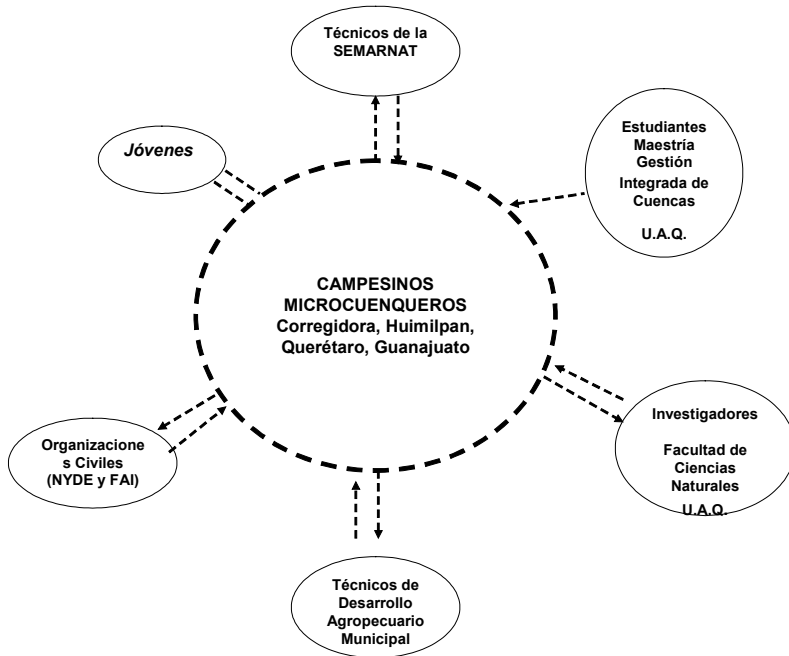 Técnicos de la
SEMARNAT
Jóvenes
Estudiantes
Maestría
Gestión
Integrada de
Cuencas
U.A.Q.
CAMPESINOS
MICROCUENQUEROS
Corregidora, Huimilpan,
Querétaro, Guanajuato
Organizacione
s Civiles
(NYDE y FAI)
Investigadores
Facultad de
Ciencias
Naturales
U.A.Q.
Técnicos de
Desarrollo
Agropecuario
Municipal